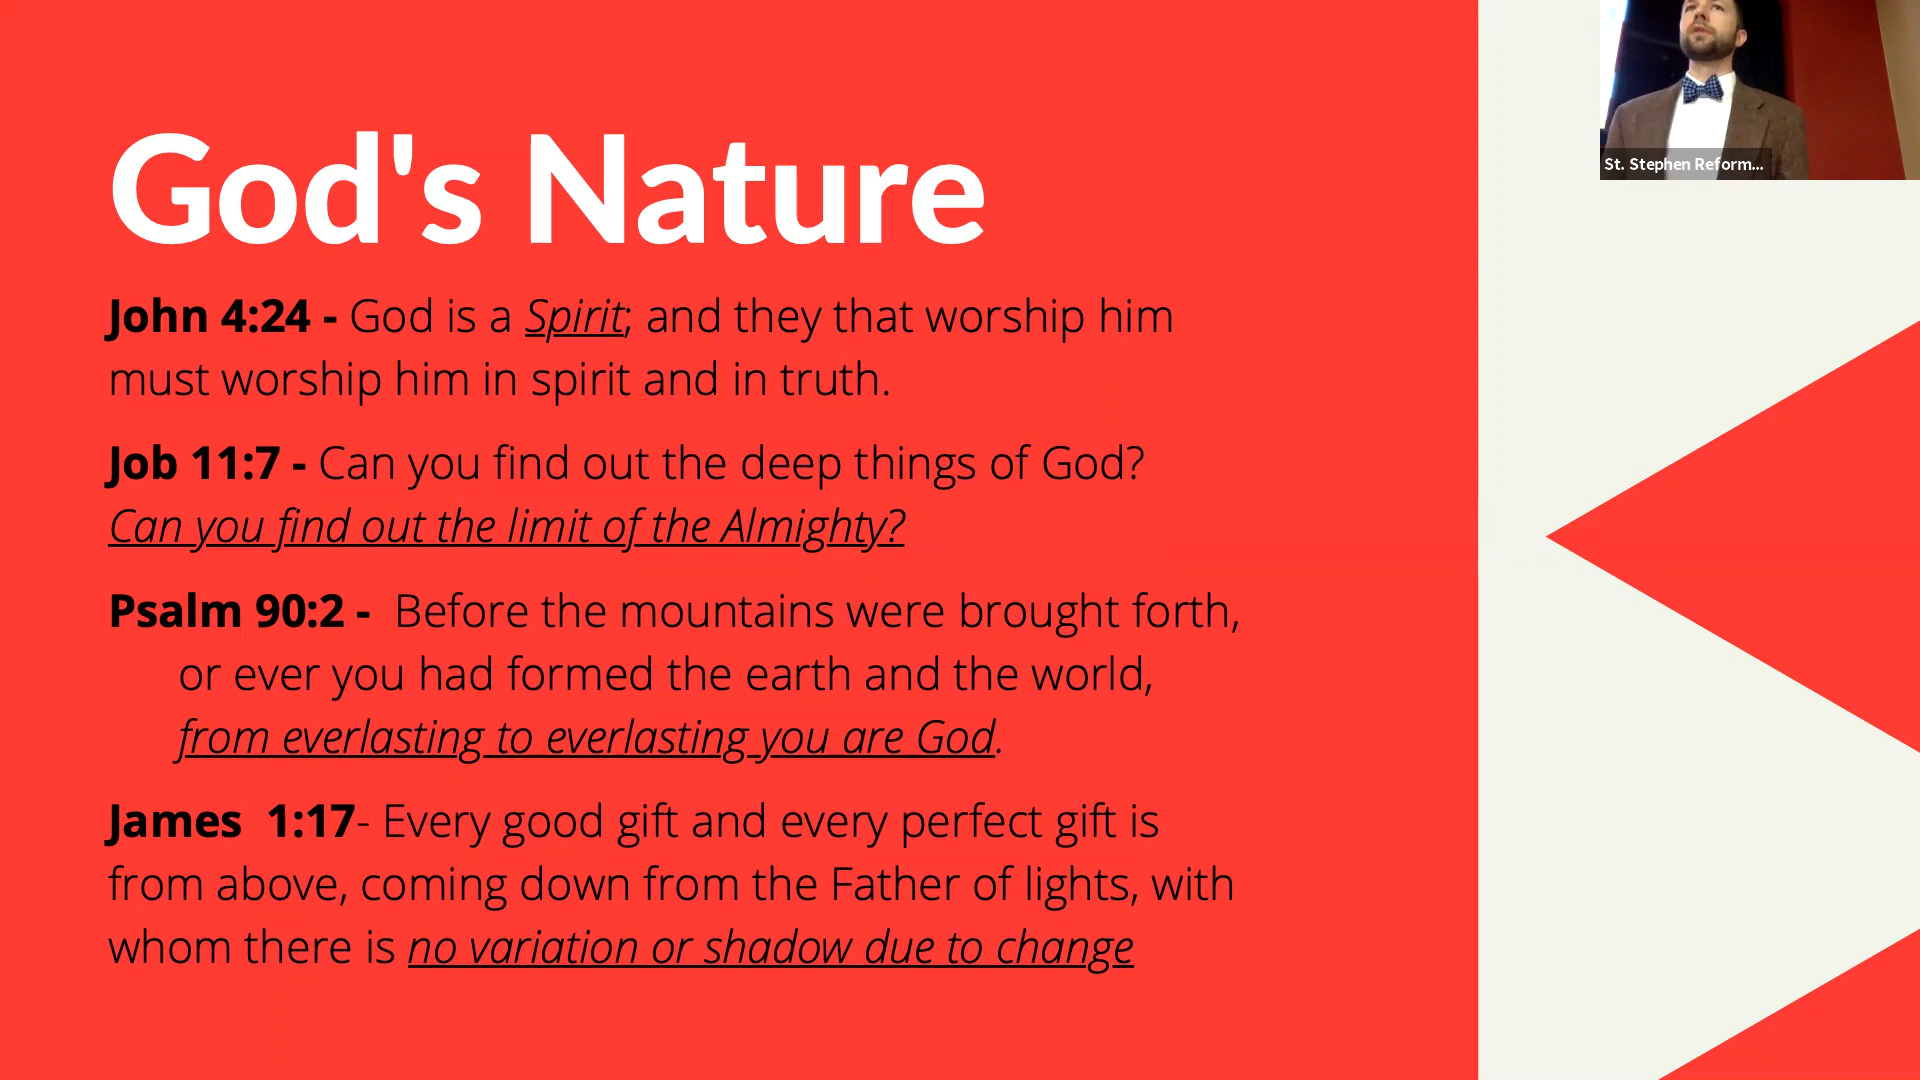 God's Nature
John 4:24 - God is a Spirit; and they that worship him
must worship him in spirit and in truth.
Job 11:7 - Can you find out the deep things of God?
Can you find out the limit of the Almighty?
Psalm 90:2 - Before the mountains were brought forth,
or ever you had formed the earth and the world,
from everlasting to everlasting you are God.
James 1:17- Every good gift and every perfect gift is
from above, coming down from the Father of lights, with
whom there is no variation or shadow due to change
St. Stephen Reform...